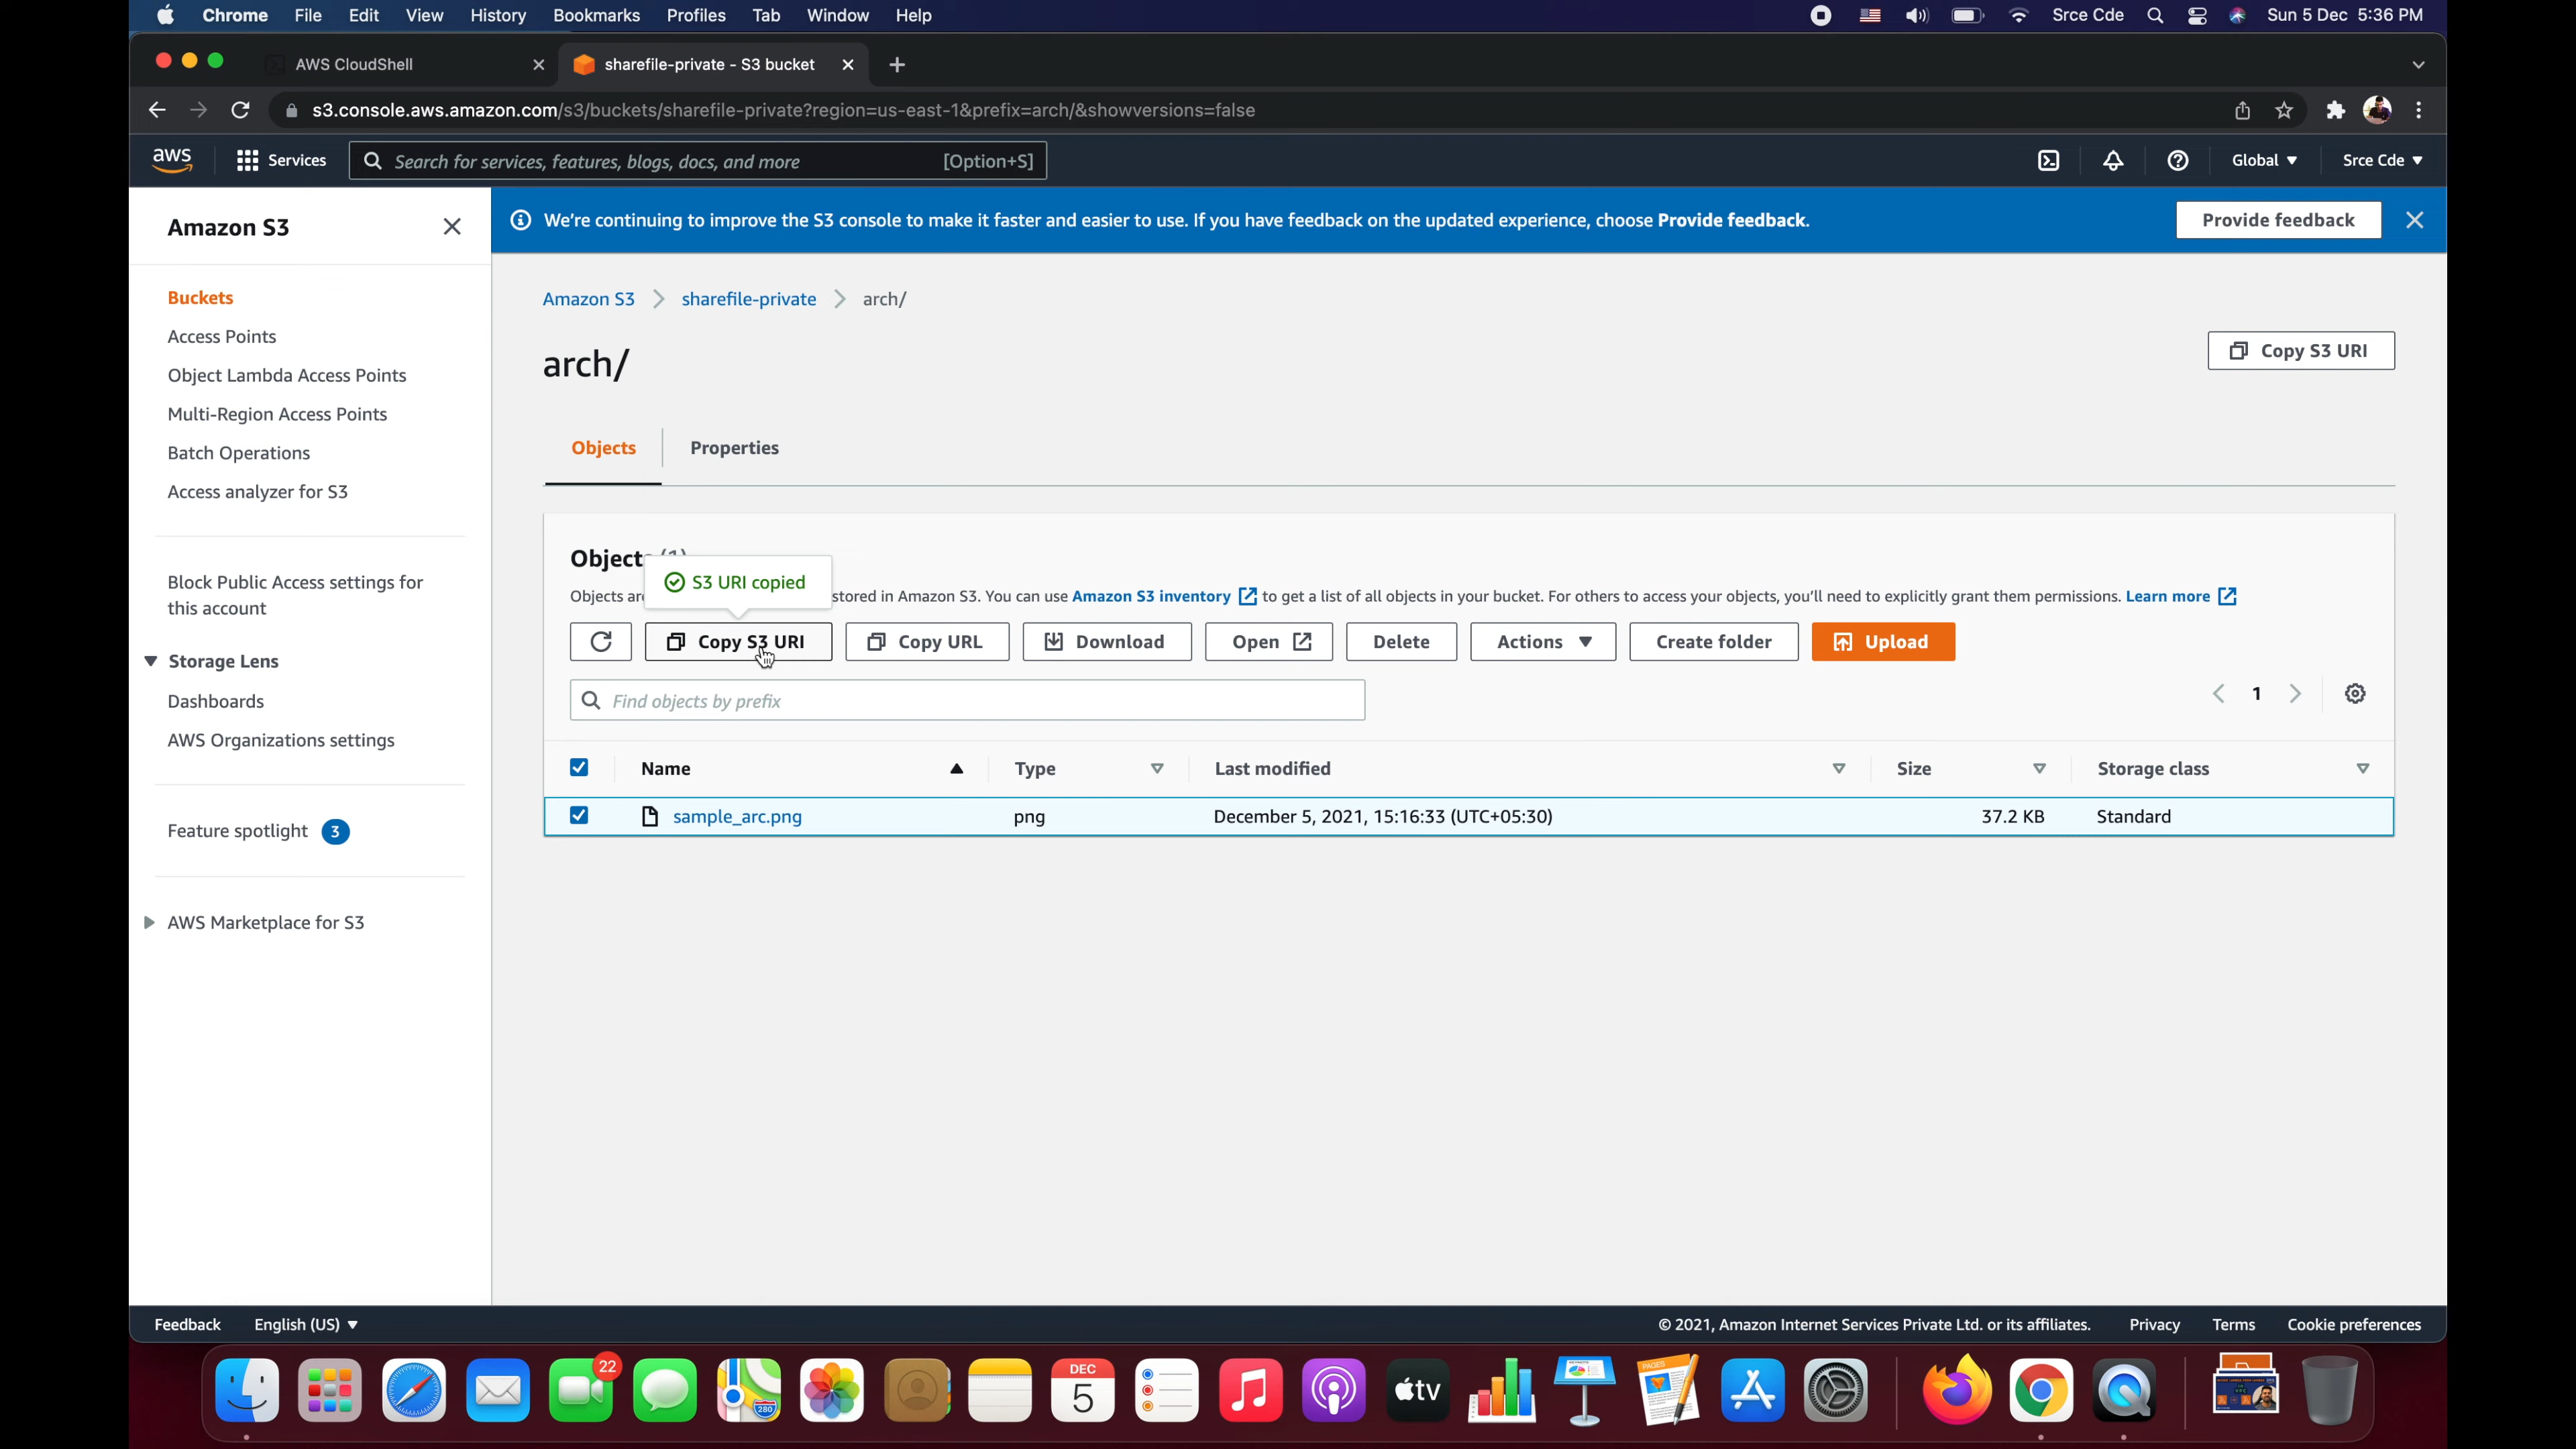 Chrome File Edit View History Bookmarks Profiles Tab Window Help Srce Cde Sun 5 Dec 5:36 PM
AWS CloudShell sharefile-private - S3 bucket
s3.console.aws.amazon.com/s3/buckets/sharefile-private?region=us-east-1&prefix=arch/&showversions=false
aws Services Search for services, features, blogs, docs, and more [Option+S] Global Srce Cde
Amazon S3
We're continuing to improve the S3 console to make it faster and easier to use. If you have feedback on the updated experience, choose Provide feedback. Provide feedback
Buckets
Access Points
Object Lambda Access Points
Multi-Region Access Points
Batch Operations
Access analyzer for S3
Block Public Access settings for
this account
Storage Lens
Dashboards
AWS Organizations settings
Feature spotlight 3
AWS Marketplace for S3
Amazon S3 sharefile-private arch/
arch/
Copy S3 URI
Objects Properties
S3 URI copied
stored in Amazon S3. You can use Amazon S3 inventory to get a list of all objects in your bucket. For others to access your objects, you'll need to explicitly grant them permissions. Learn more
Copy S3 URI Copy URL Download Open Delete Actions Create folder Upload
Find objects by prefix 1
Name Type Last modified Size Storage class
sample_arc.png png December 5, 2021, 15:16:33 (UTC+05:30) 37.2 KB Standard
Feedback English (US) © 2021, Amazon Internet Services Private Ltd. or its affiliates. Privacy Terms Cookie preferences
22
280
DEC
5
tv
PAGES